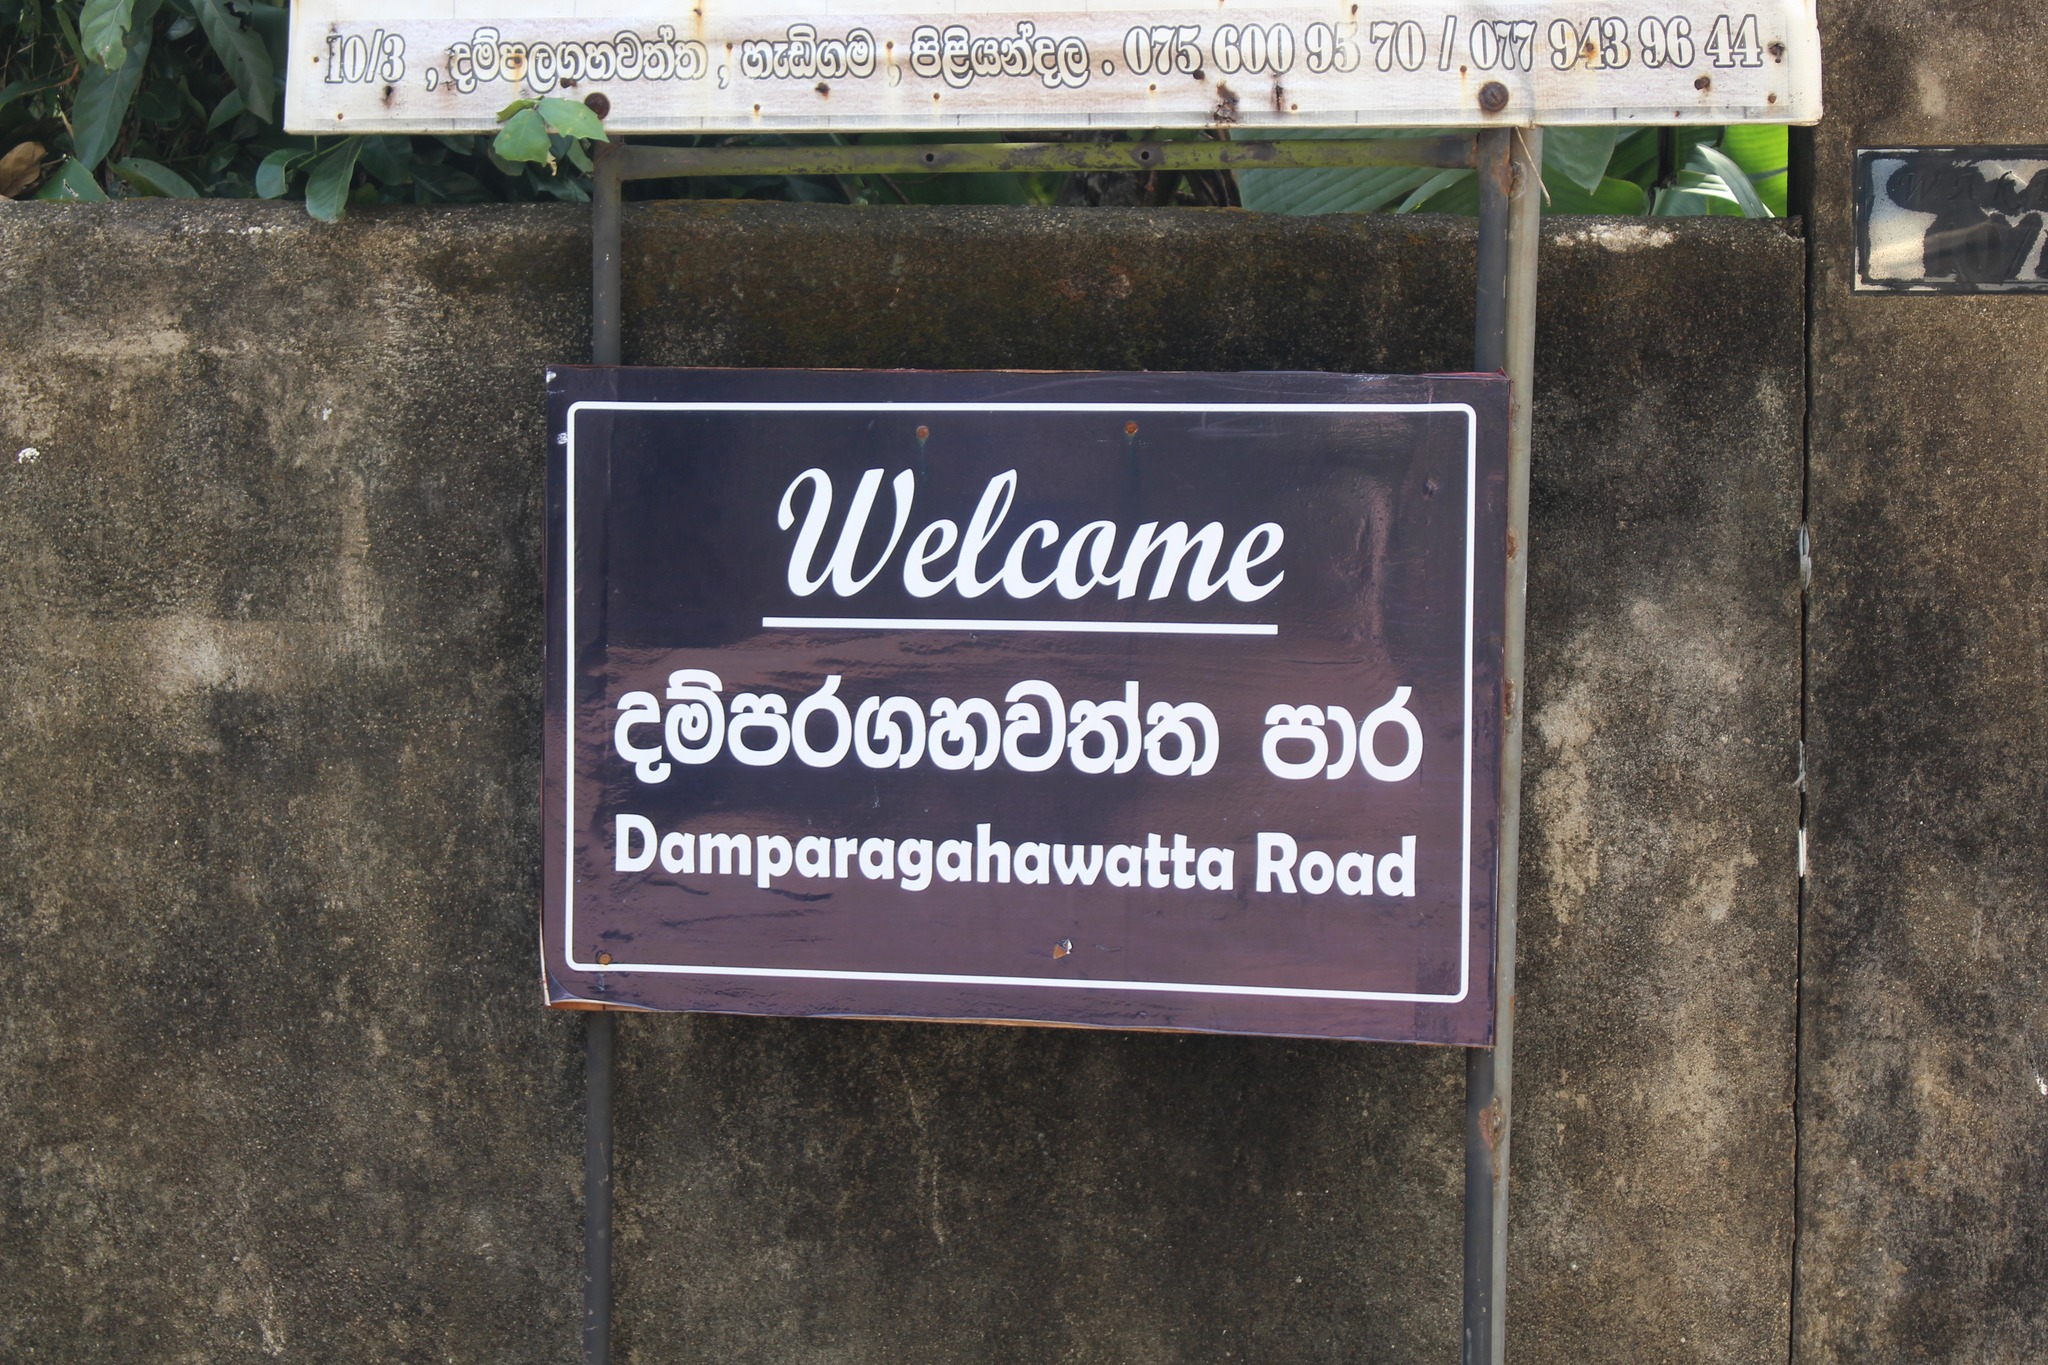 10/3 , දම්පලගහවත්ත , හැඩිගම , පිළියන්දල . 075 600 95 70 / 077 943 96 44
Welcome
දම්පරගහවත්ත පාර
Damparagahawatta Road